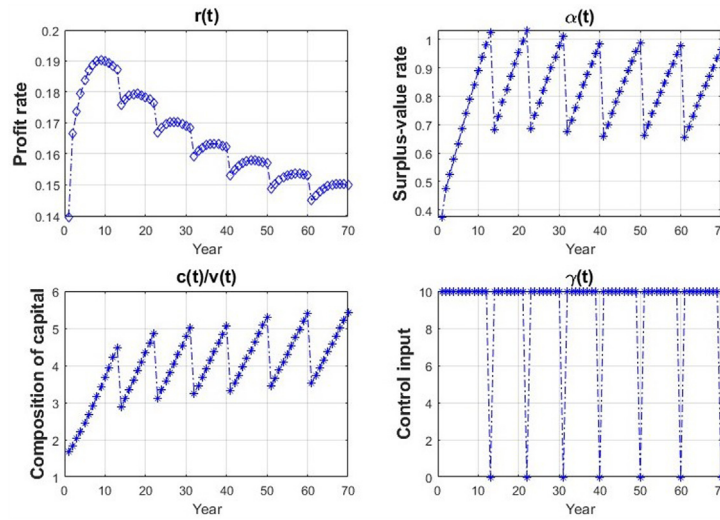 r(t)
0.2
0.19
0.18
0.17
0.16
0.15
0.14
Profit rate
0 10 20 30 40 50 60 70
Year
α(t)
1
0.9
0.8
0.7
0.6
0.5
0.4
Surplus-value rate
0 10 20 30 40 50 60 70
Year
c(t)/v(t)
6
5
4
3
2
1
Composition of capital
0 10 20 30 40 50 60 70
Year
γ(t)
10
8
6
4
2
0
Control input
0 10 20 30 40 50 60 70
Year